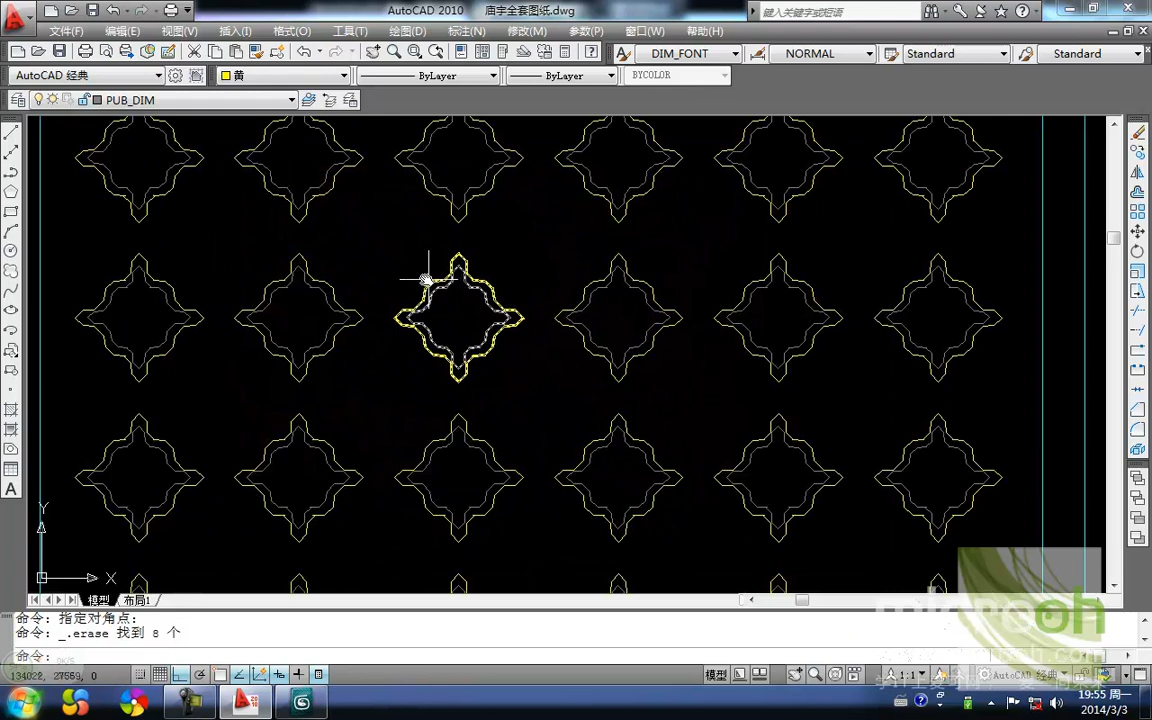 AutoCAD 2010 庙宇全套图纸.dwg
键入关键字或短语
文件(F) 编辑(E) 视图(V) 插入(I) 格式(O) 工具(T) 绘图(D) 标注(N) 修改(M) 参数(P) 窗口(W) 帮助(H)
DIM_FONT NORMAL Standard Standard
AutoCAD 经典 黄 ByLayer ByLayer BYCOLOR
PUB_DIM
Y
X
A
模型 布局1
命令: 指定对角点:
命令: _.erase 找到 8 个
命令:
134022, 27569, 0 模型 1:1 AutoCAD 经典
19:55 周一
2014/3/3